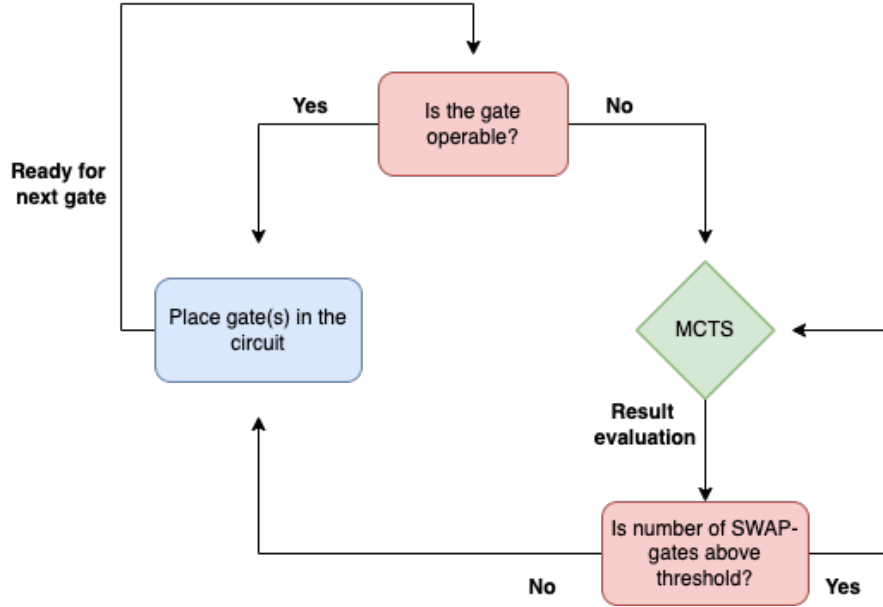 Is the gate
operable?
Yes
No
Ready for
next gate
Place gate(s) in the
circuit
MCTS
Result
evaluation
Is number of SWAP-
gates above
threshold?
No
Yes